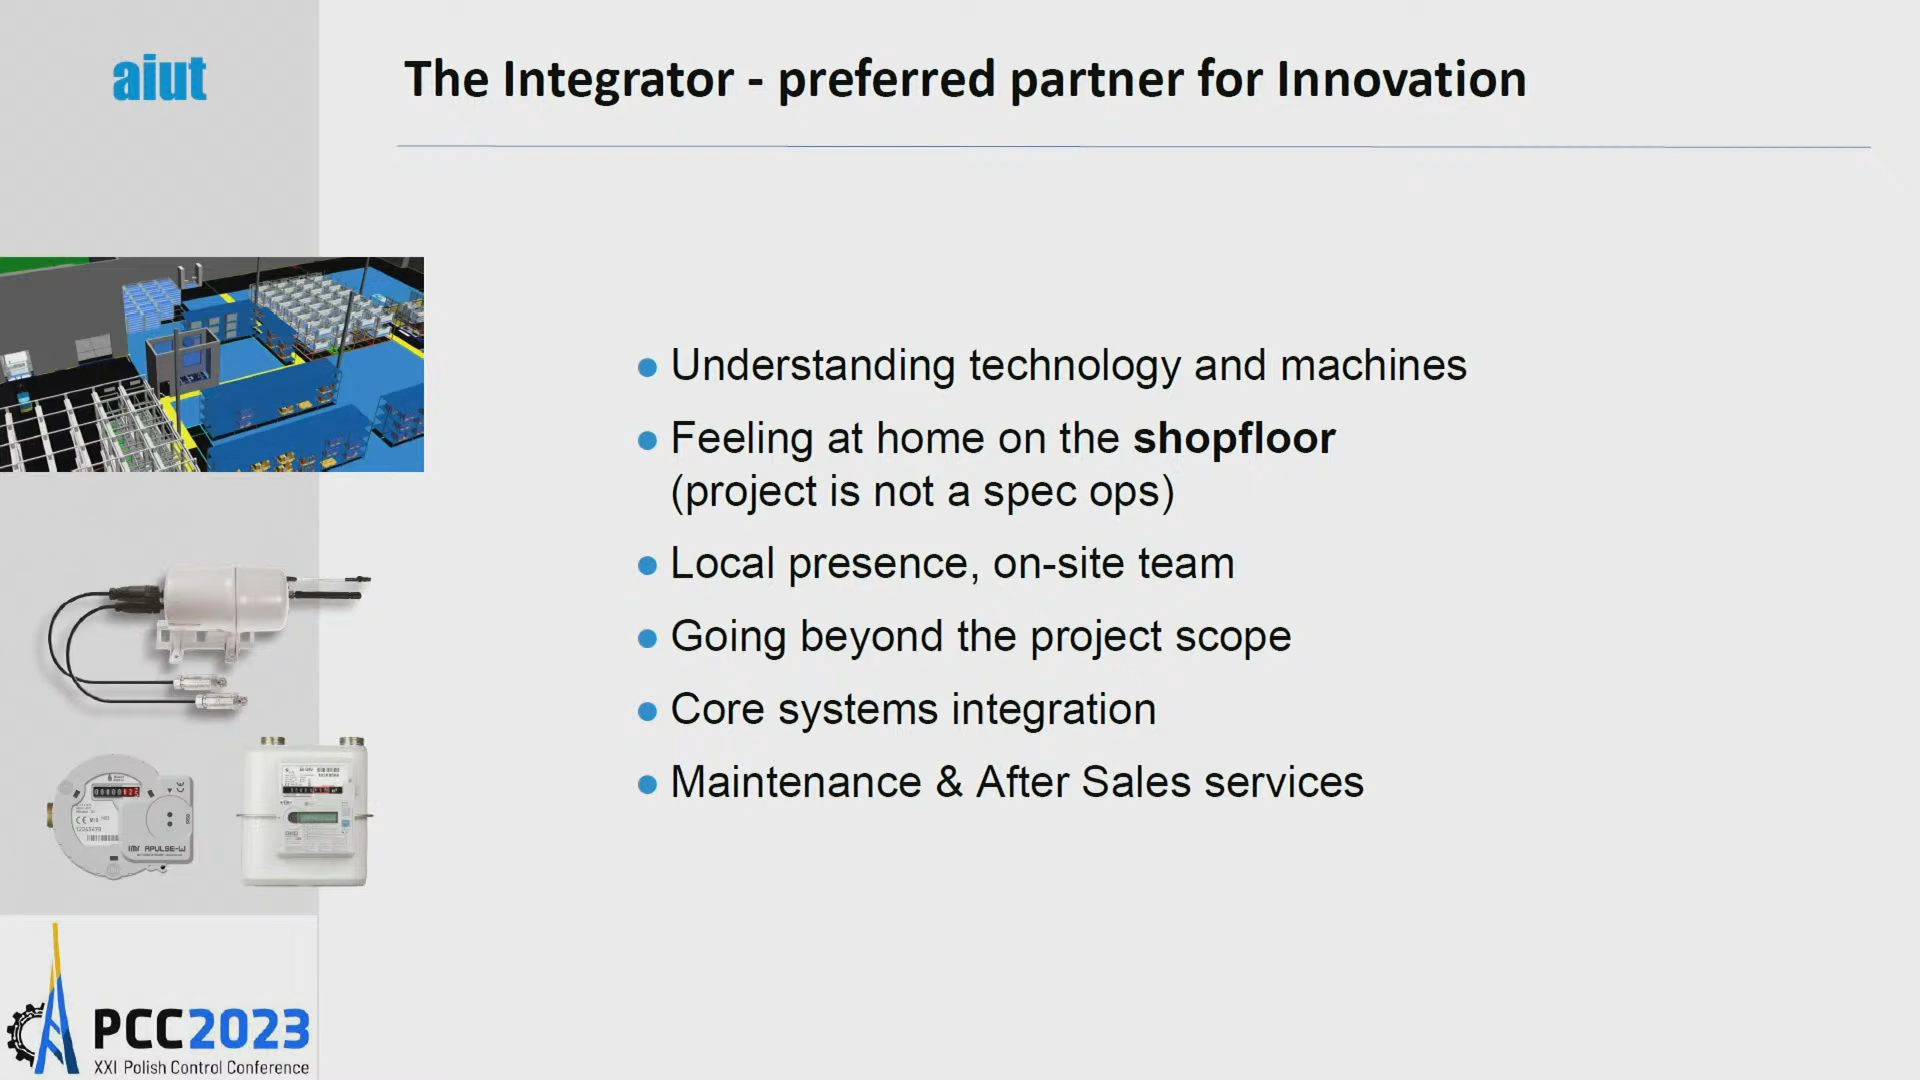 aiut
The Integrator - preferred partner for Innovation
Understanding technology and machines
Feeling at home on the shopfloor
(project is not a spec ops)
Local presence, on-site team
Going beyond the project scope
Core systems integration
Maintenance & After Sales services
imr APULSE-W
PCC2023
XXI Polish Control Conference